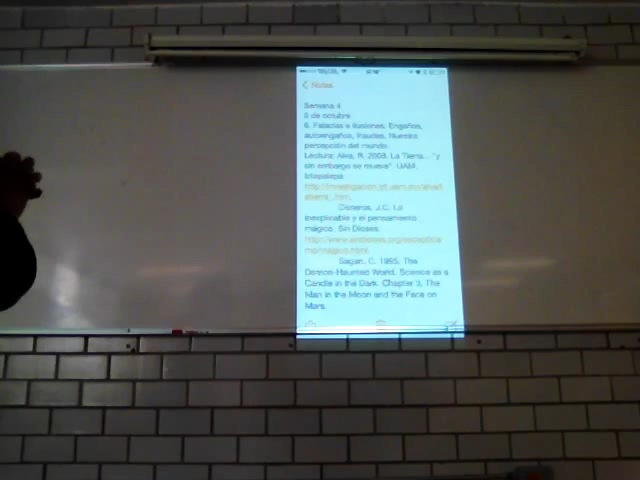 Notes
Semana 4
5 de octubre
6. Falacias e ilusiones. Engaños,
autoengaños, fraudes. Nuestra
percepción del mundo.
Lectura: Alva, R. 2008. La Tierra... "y
sin embargo se mueve". UAM,
Iztapalapa
Cisneros, J.C. Lo
inexplicable y el pensamiento
mágico. Sin Dioses.
Sagan, C. 1995. The
Demon-Haunted World. Science as a
Candle in the Dark. Chapter 3, The
Man in the Moon and the Face on
Mars.